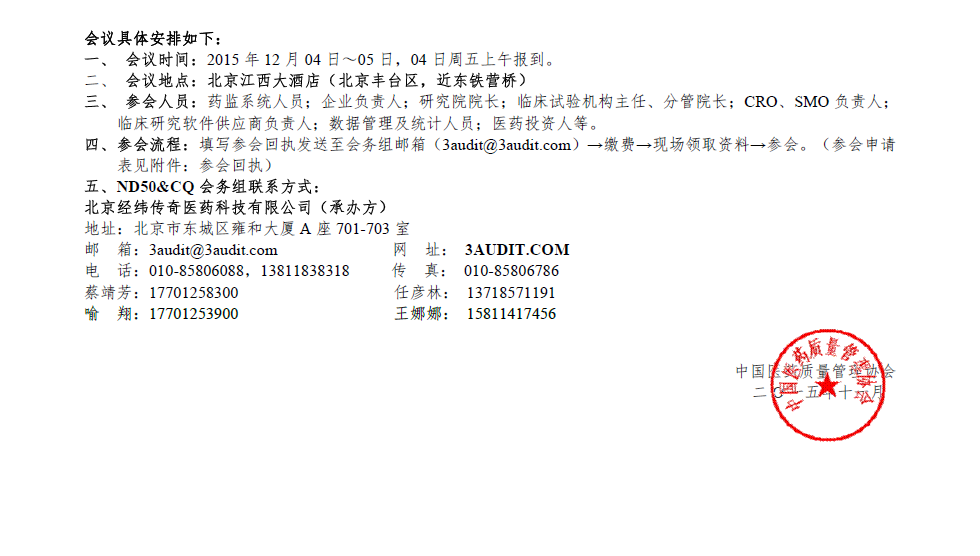 会议具体安排如下：
一、 会议时间：2015 年 12 月 04 日～05 日，04 日周五上午报到。
二、 会议地点：北京江西大酒店（北京丰台区，近东铁营桥）
三、 参会人员：药监系统人员；企业负责人；研究院院长；临床试验机构主任、分管院长；CRO、SMO 负责人；
临床研究软件供应商负责人；数据管理及统计人员；医药投资人等。
四、参会流程：填写参会回执发送至会务组邮箱（3audit@3audit.com）→缴费→现场领取资料→参会。（参会申请
表见附件：参会回执）
五、ND50&CQ 会务组联系方式：
北京经纬传奇医药科技有限公司（承办方）
地址：北京市东城区雍和大厦 A 座 701-703 室
邮 箱：3audit@3audit.com 网 址： 3AUDIT.COM
电 话：010-85806088，13811838318 传 真： 010-85806786
蔡靖芳：17701258300 任彦林： 13718571191
喻 翔：17701253900 王娜娜： 15811417456
中国医药质量管理协会
二〇一五年十一月
中国医药质量管理协会